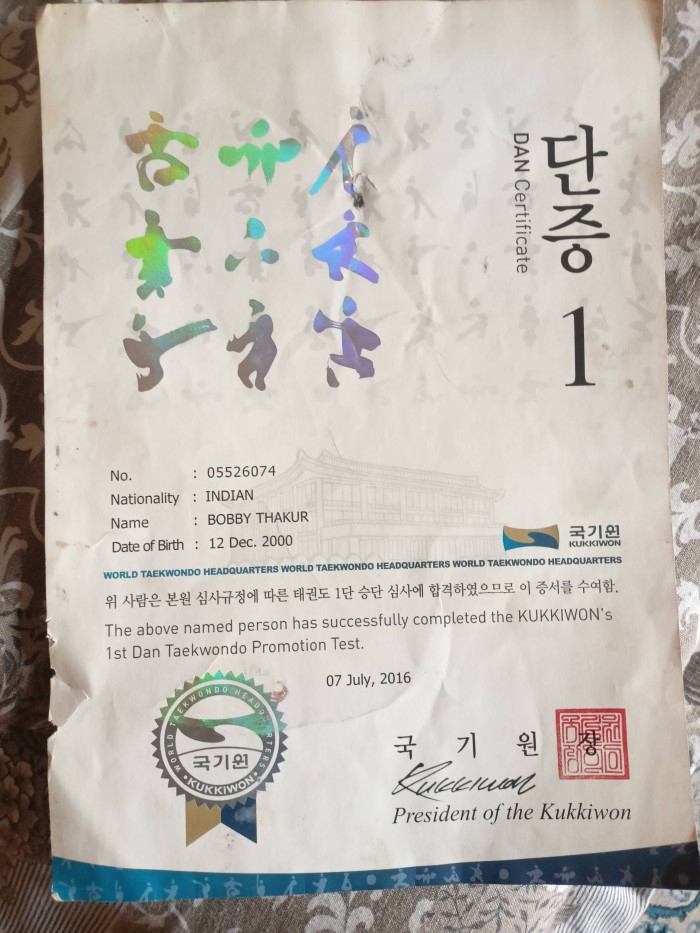 단증
DAN Certificate
1
No. : 05526074
Nationality : INDIAN
Name : BOBBY THAKUR
Date of Birth : 12 Dec. 2000
국기원
KUKKIWON
WORLD TAEKWONDO HEADQUARTERS WORLD TAEKWONDO HEADQUARTERS WORLD TAEKWONDO HEADQUARTERS
위 사람은 본원 심사규정에 따른 태권도 1단 승단 심사에 합격하였으므로 이 증서를 수여함.
The above named person has successfully completed the KUKKIWON's
1st Dan Taekwondo Promotion Test.
07 July, 2016
WORLD TAEKWONDO HEADQUARTERS
국기원
• KUKKIWON •
국 기 원 장
Kukkiwon
President of the Kukkiwon